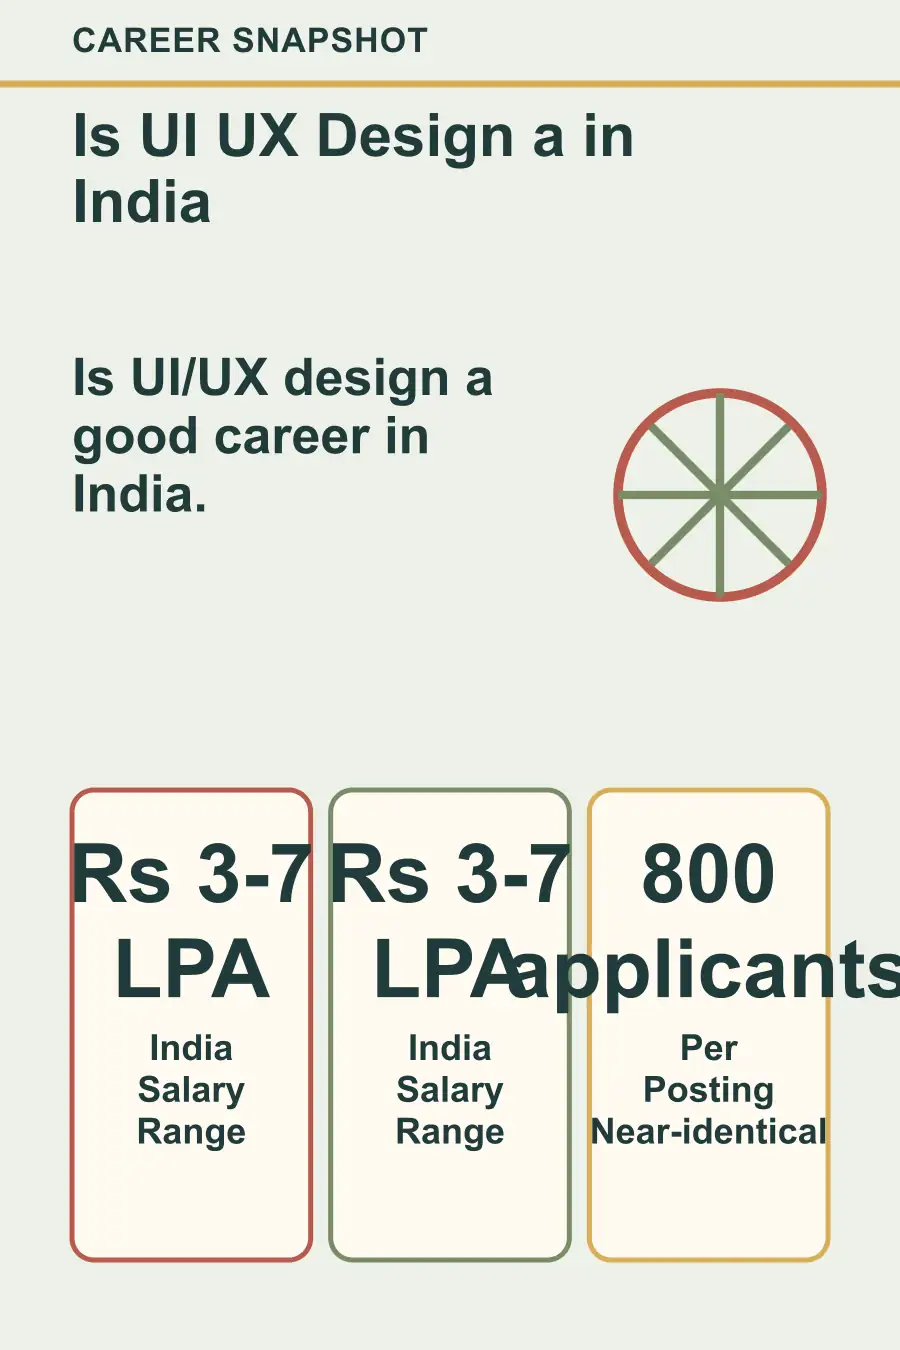 CAREER SNAPSHOT
Is UI UX Design a in
India
Is UI/UX design a
good career in
India.
Rs 3-7
LPA
India
Salary
Range
Rs 3-7
LPA
India
Salary
Range
800
applicants
Per
Posting
Near-identical